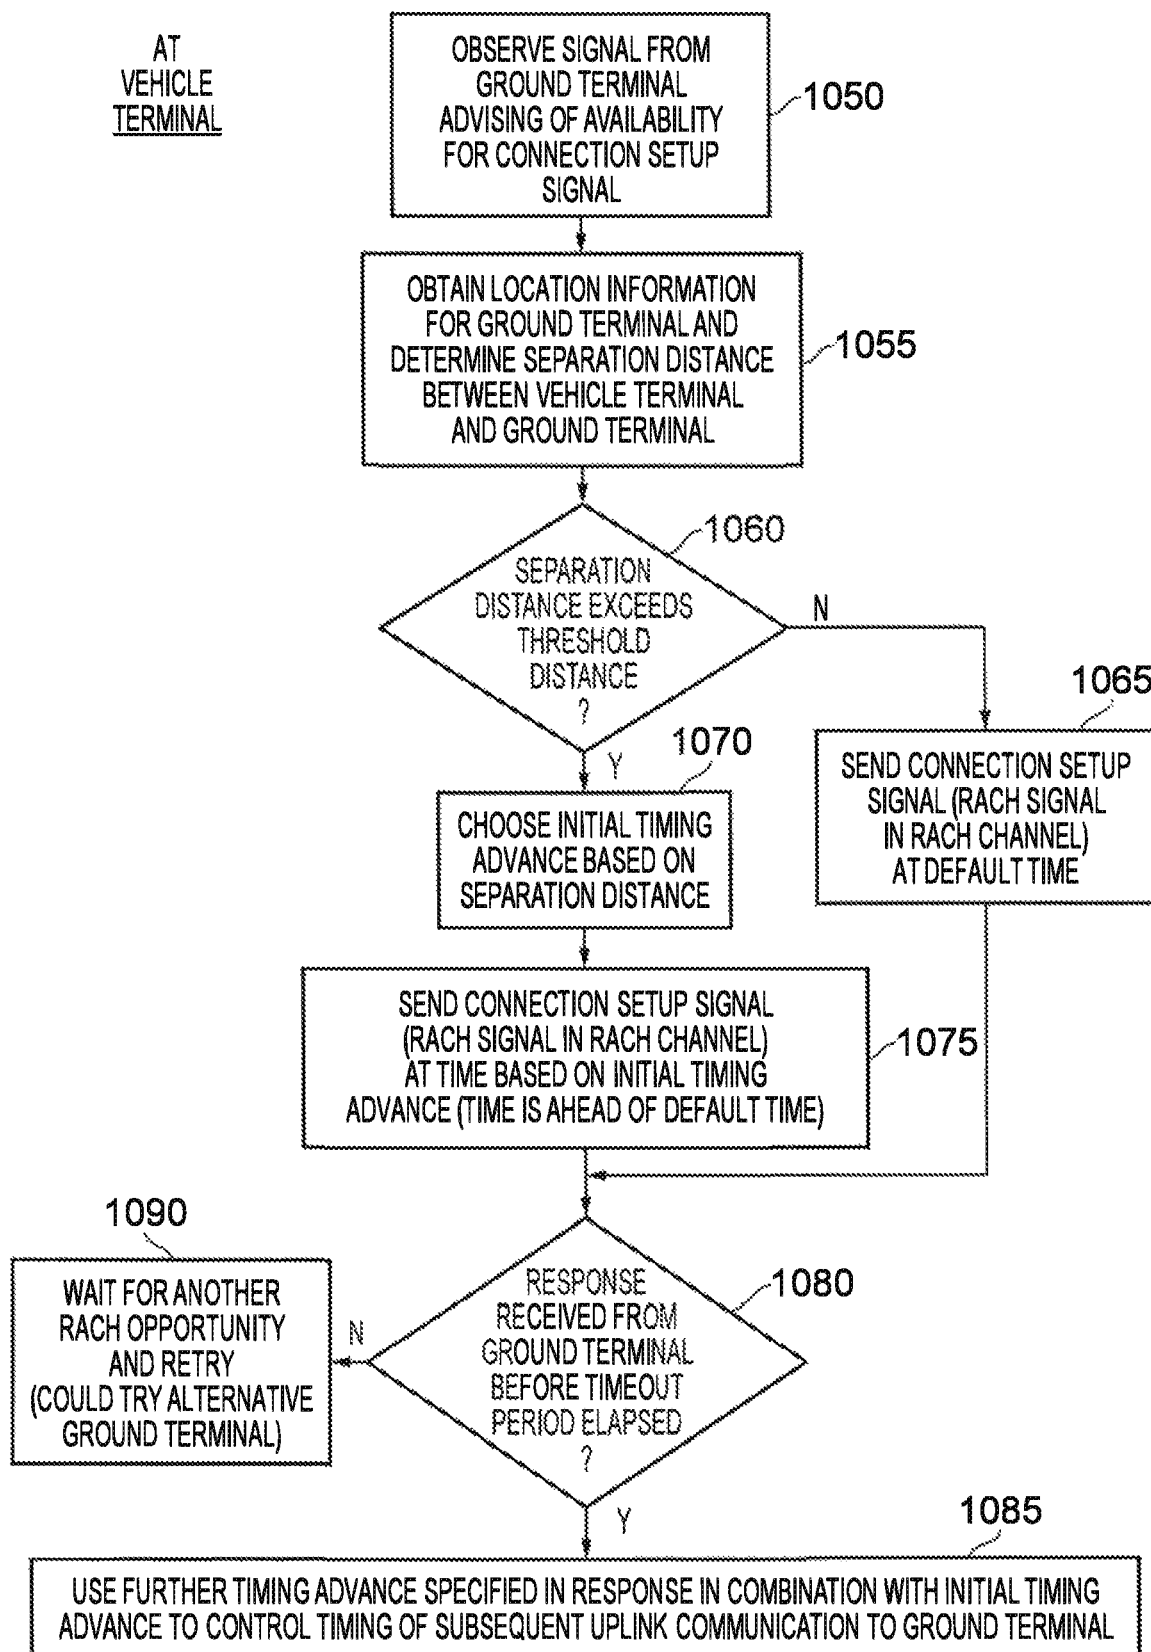 AT
VEHICLE
TERMINAL
OBSERVE SIGNAL FROM
GROUND TERMINAL
ADVISING OF AVAILABILITY
FOR CONNECTION SETUP
SIGNAL
1050
OBTAIN LOCATION INFORMATION
FOR GROUND TERMINAL AND
DETERMINE SEPARATION DISTANCE
BETWEEN VEHICLE TERMINAL
AND GROUND TERMINAL
1055
1060
SEPARATION
DISTANCE EXCEEDS
THRESHOLD
DISTANCE
?
N
Y
1065
SEND CONNECTION SETUP
SIGNAL (RACH SIGNAL
IN RACH CHANNEL)
AT DEFAULT TIME
1070
CHOOSE INITIAL TIMING
ADVANCE BASED ON
SEPARATION DISTANCE
SEND CONNECTION SETUP SIGNAL
(RACH SIGNAL IN RACH CHANNEL)
AT TIME BASED ON INITIAL TIMING
ADVANCE (TIME IS AHEAD OF DEFAULT TIME)
1075
1080
RESPONSE
RECEIVED FROM
GROUND TERMINAL
BEFORE TIMEOUT
PERIOD ELAPSED
?
N
Y
1090
WAIT FOR ANOTHER
RACH OPPORTUNITY
AND RETRY
(COULD TRY ALTERNATIVE
GROUND TERMINAL)
1085
USE FURTHER TIMING ADVANCE SPECIFIED IN RESPONSE IN COMBINATION WITH INITIAL TIMING
ADVANCE TO CONTROL TIMING OF SUBSEQUENT UPLINK COMMUNICATION TO GROUND TERMINAL